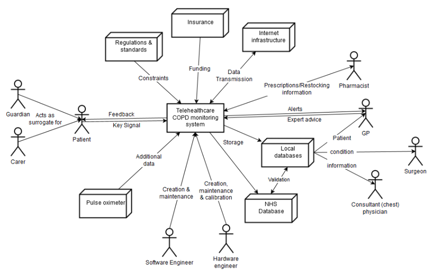 Insurance
Regulations &
standards
Internet
infrastructure
Funding
Constraints
Data
Transmission
Prescriptions/Restocking
information
Pharmacist
Guardian
Acts as
surrogate for
Carer
Patient
Feedback
Key Signal
Telehealthcare
COPD monitoring
system
Alerts
Expert advice
GP
Storage
Additional
data
Local
databases
Patient
condition
information
Surgeon
Validation
Pulse oximeter
Creation &
maintenance
Creation,
maintenance
& calibration
NHS
Database
Consultant (chest)
physician
Software Engineer
Hardware
engineer